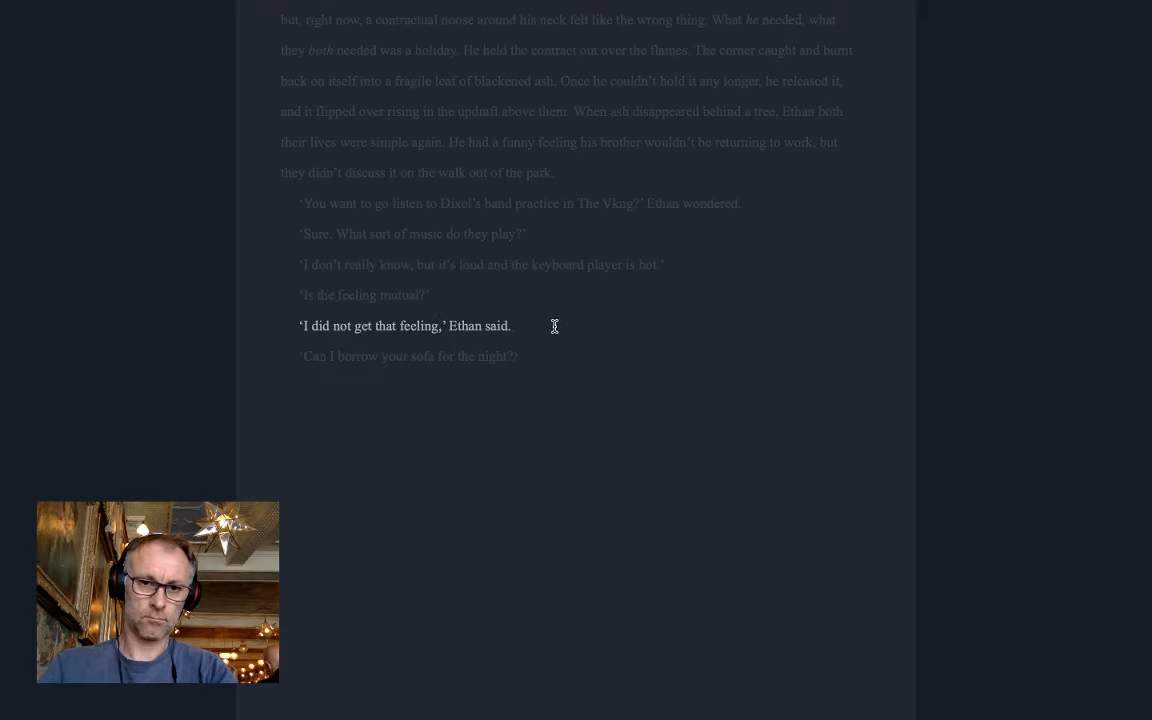 but, right now, a contractual noose around his neck felt like the wrong thing. What he needed, what
they both needed was a holiday. He held the contract out over the flames. The corner caught and burnt
back on itself into a fragile leaf of blackened ash. Once he couldn’t hold it any longer, he released it,
and it flipped over rising in the updraft above them. When ash disappeared behind a tree, Ethan both
their lives were simple again. He had a funny feeling his brother wouldn’t be returning to work, but
they didn’t discuss it on the walk out of the park.
‘You want to go listen to Dixel’s band practice in The Vkng?’ Ethan wondered.
‘Sure. What sort of music do they play?’
‘I don’t really know, but it’s loud and the keyboard player is hot.’
‘Is the feeling mutual?’
‘I did not get that feeling,’ Ethan said.
‘Can I borrow your sofa for the night??